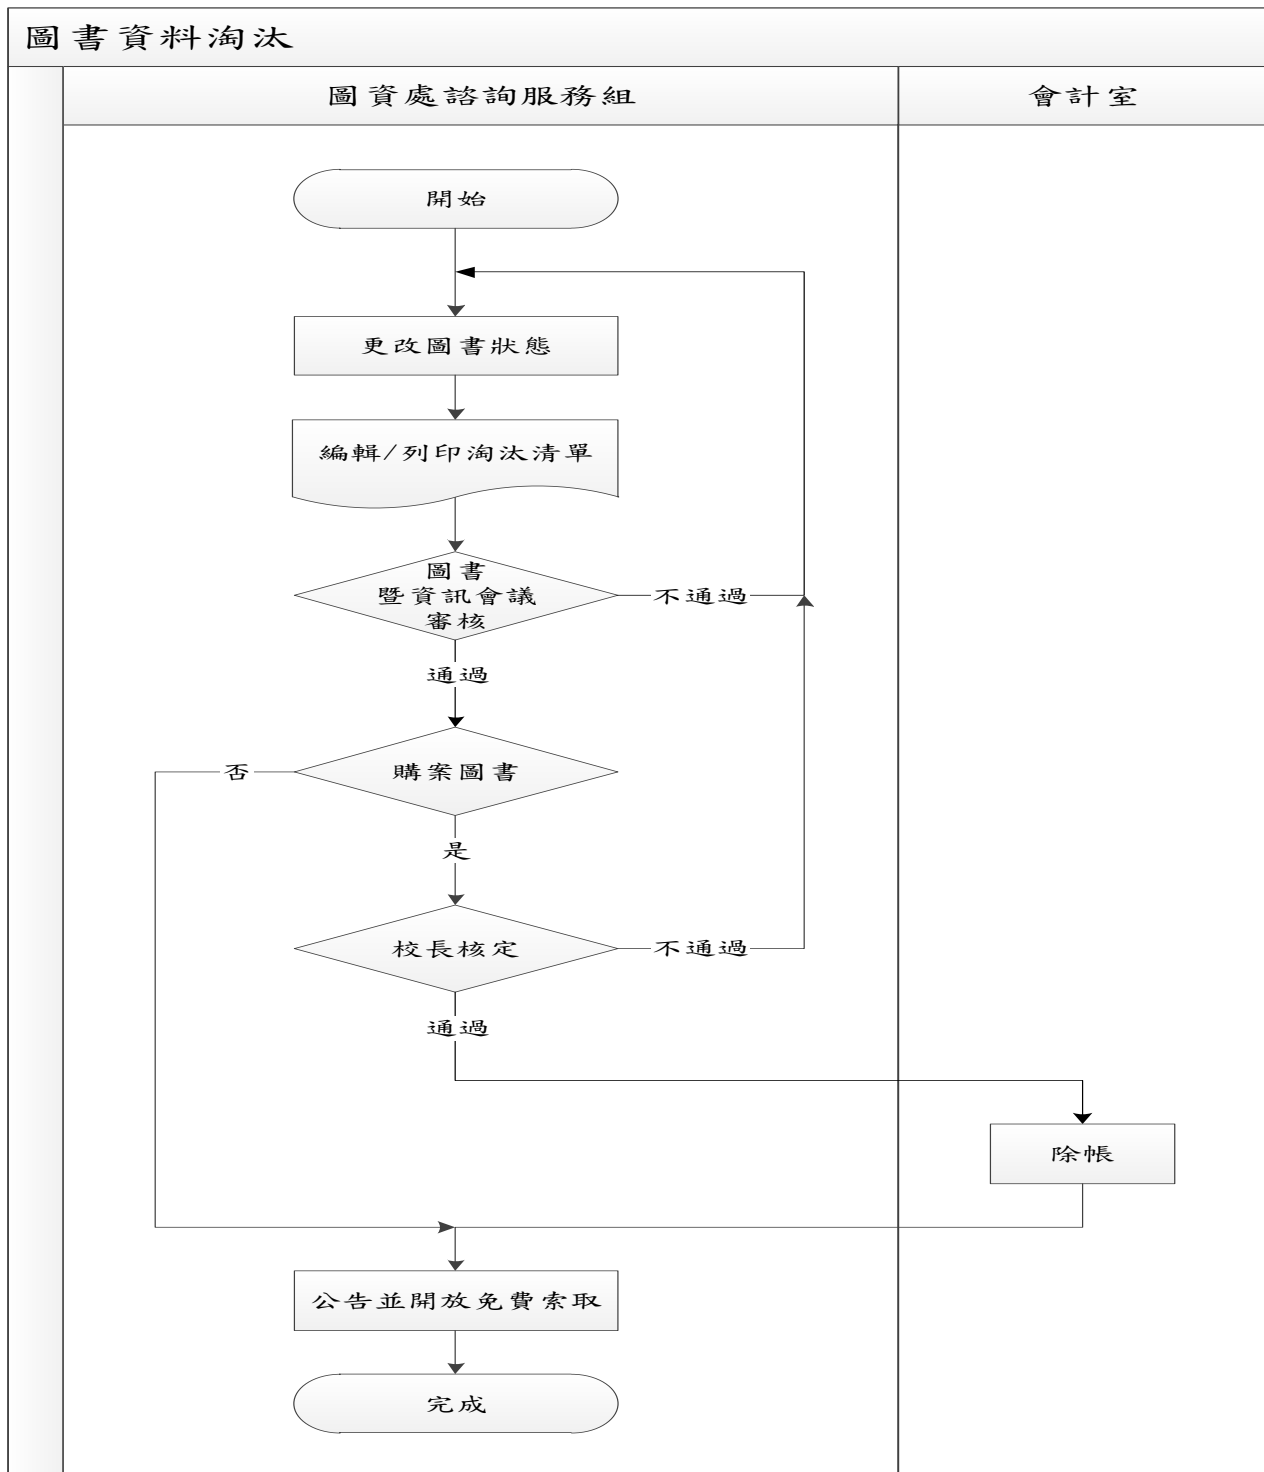 圖書資料淘汰
圖資處諮詢服務組
會計室
開始
更改圖書狀態
編輯/列印淘汰清單
圖書
暨資訊會議
審核
不通過
通過
購案圖書
否
是
校長核定
不通過
通過
除帳
公告並開放免費索取
完成